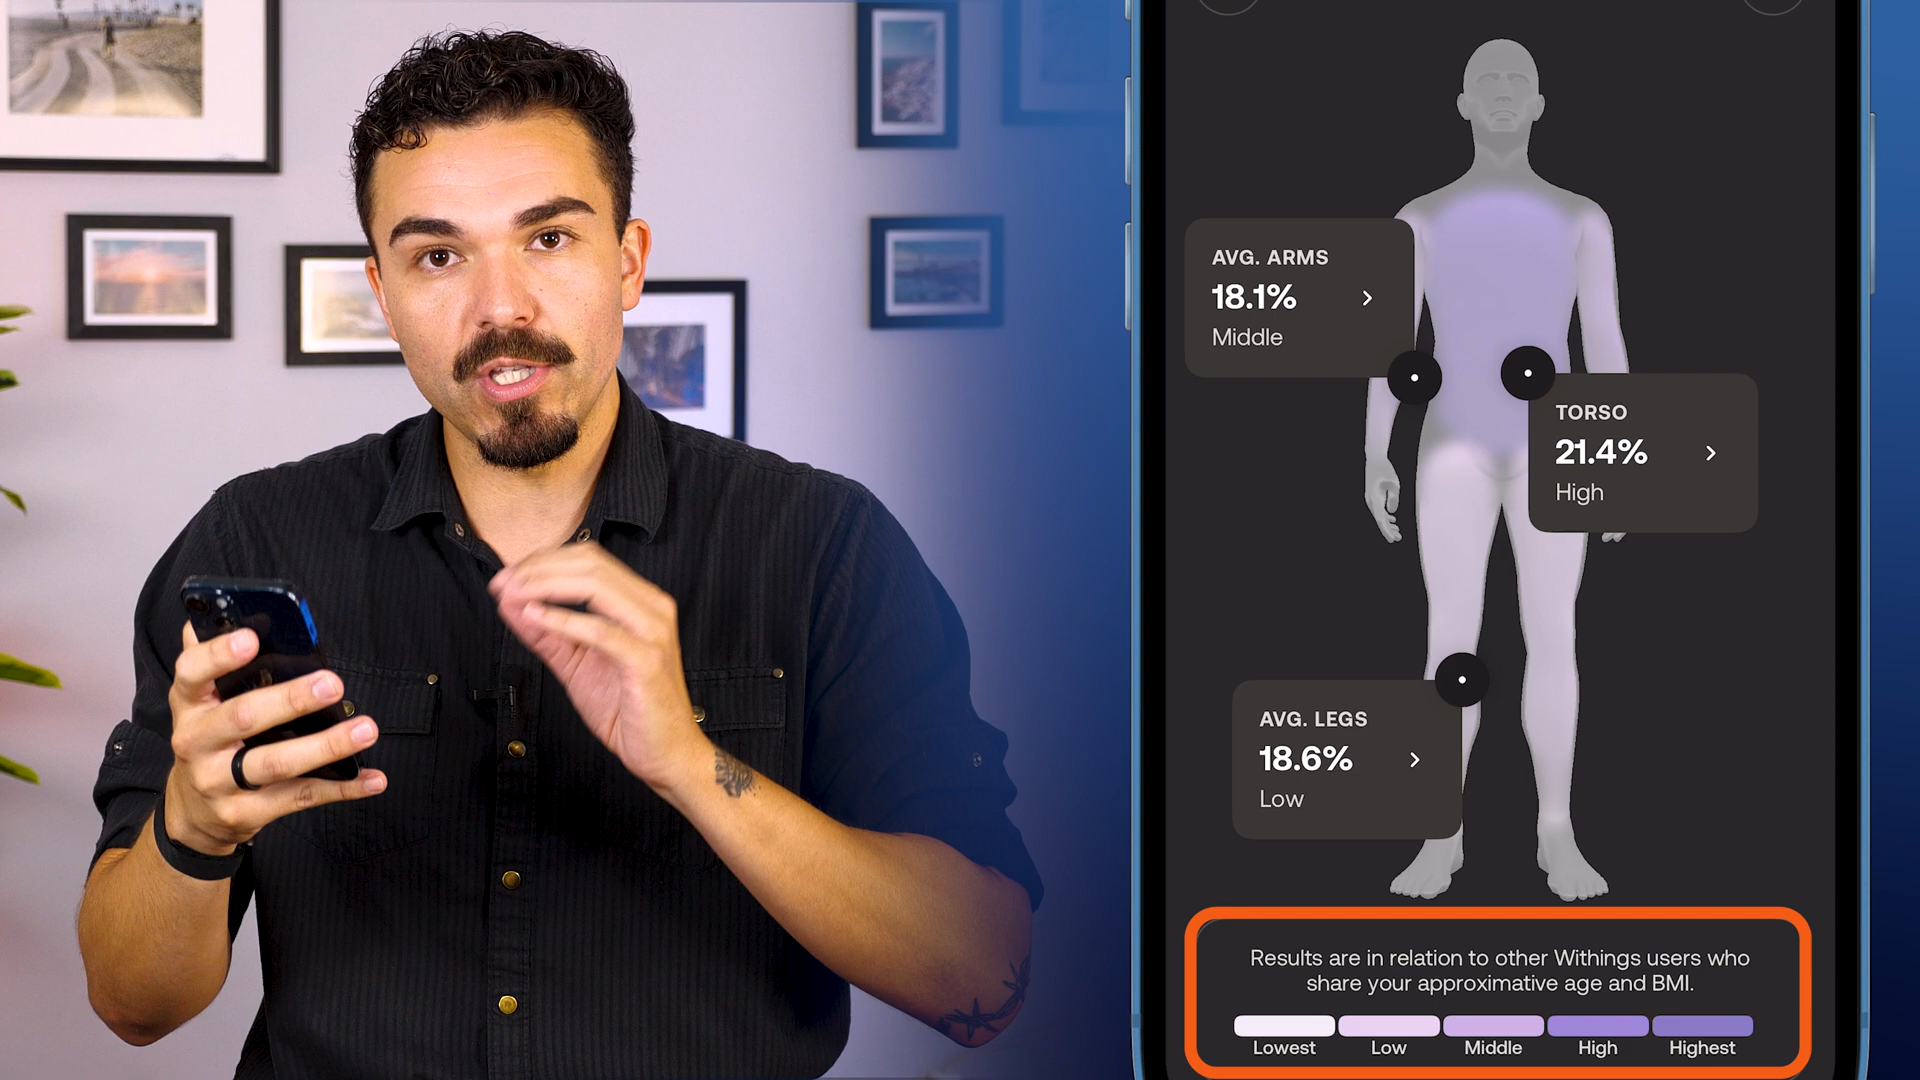 AVG. ARMS
18.1%
Middle
TORSO
21.4%
High
AVG. LEGS
18.6%
Low
Results are in relation to other Withings users who
share your approximative age and BMI.
Lowest Low Middle High Highest